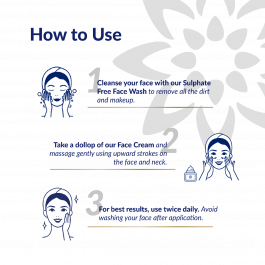 How to Use
1
Cleanse your face with our Sulphate
Free Face Wash to remove all the dirt
and makeup.
2
Take a dollop of our Face Cream and
massage gently using upward strokes on
the face and neck.
3
For best results, use twice daily. Avoid
washing your face after application.